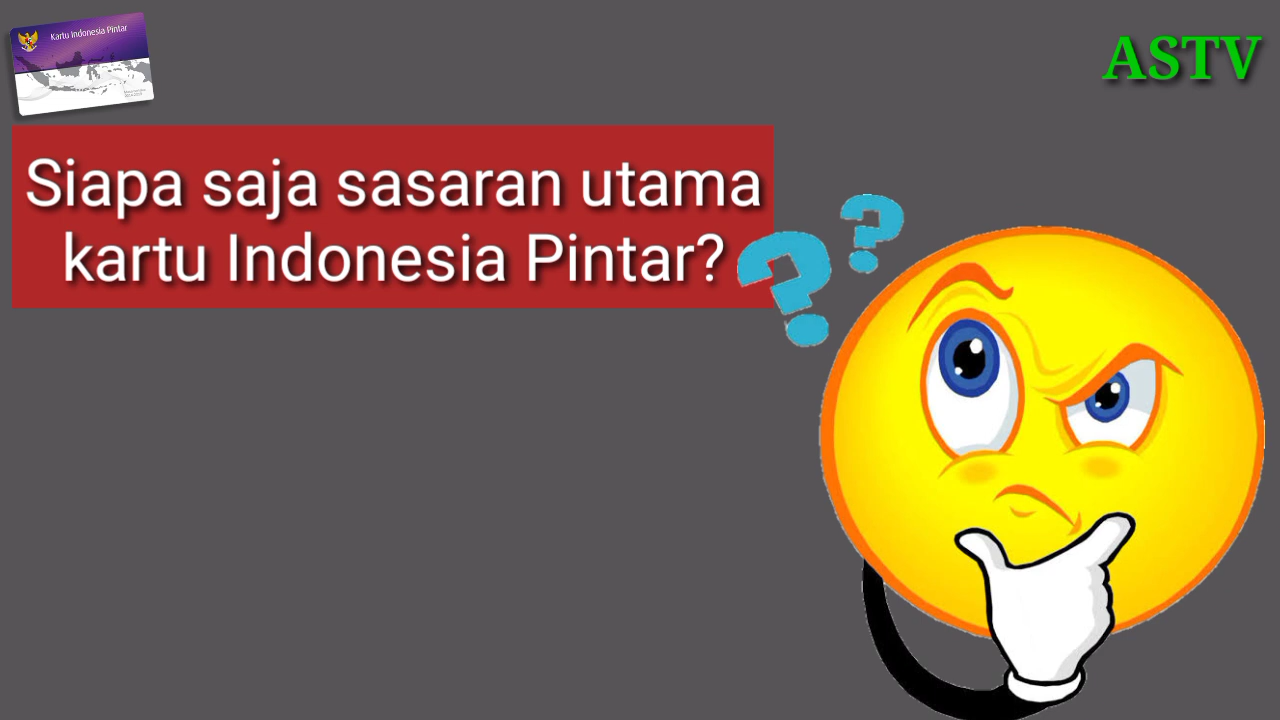 Kartu Indonesia Pintar
ASTV
Siapa saja sasaran utama
kartu Indonesia Pintar?